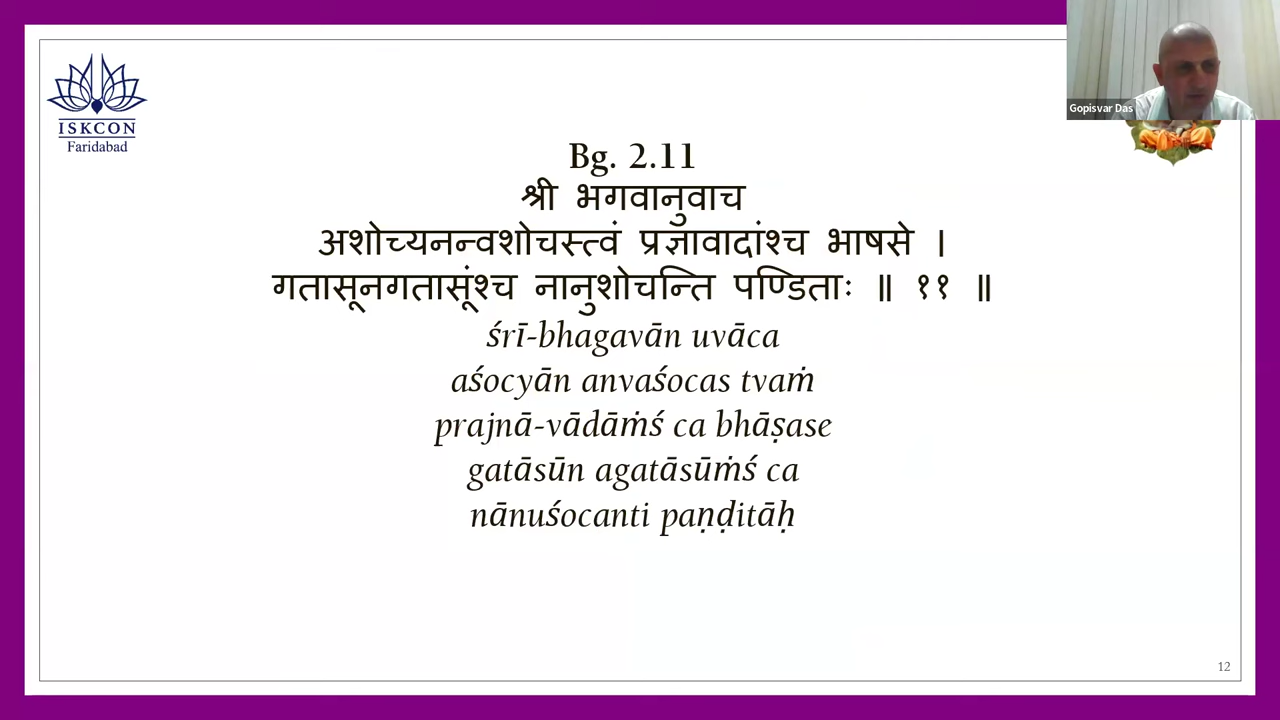 Gopisvar Das
ISKCON
Faridabad
Bg. 2.11
श्री भगवानुवाच
अशोच्यनन्वशोचस्त्वं प्रज्ञावादांश्च भाषसे ।
गतासूनगतासूंश्च नानुशोचन्ति पण्डिताः ॥ ११ ॥
śrī-bhagavān uvāca
aśocyān anvaśocas tvaṁ
prajnā-vādāṁś ca bhāṣase
gatāsūn agatāsūṁś ca
nānuśocanti paṇḍitāḥ
12